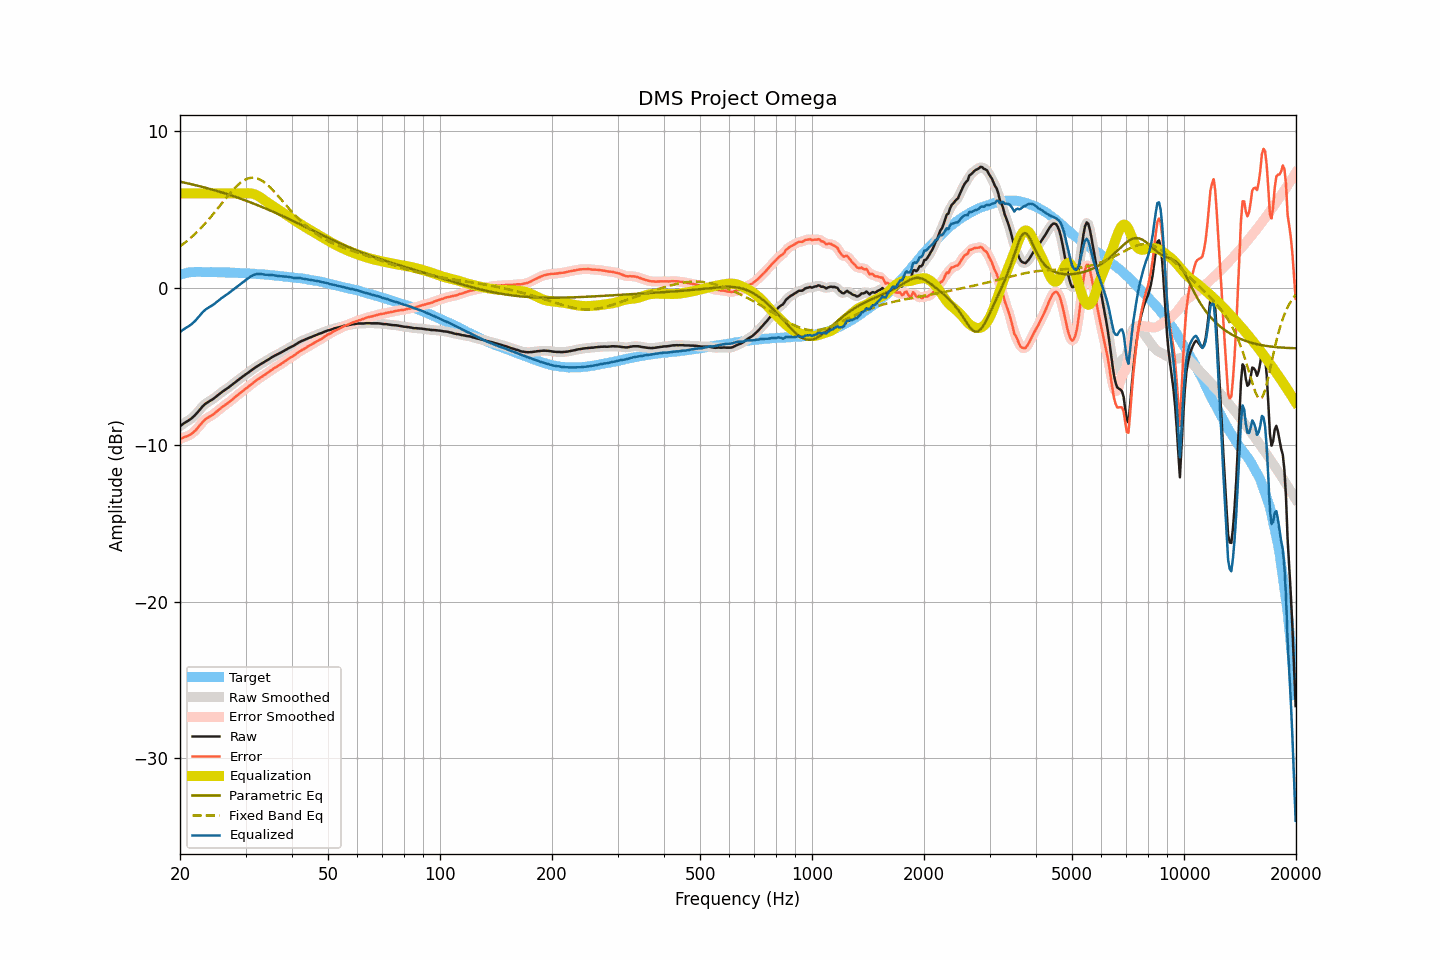 DMS Project Omega
10
0
−10
−20
−30
Amplitude (dBr)
Target
Raw Smoothed
Error Smoothed
Raw
Error
Equalization
Parametric Eq
Fixed Band Eq
Equalized
20 50 100 200 500 1000 2000 5000 10000 20000
Frequency (Hz)